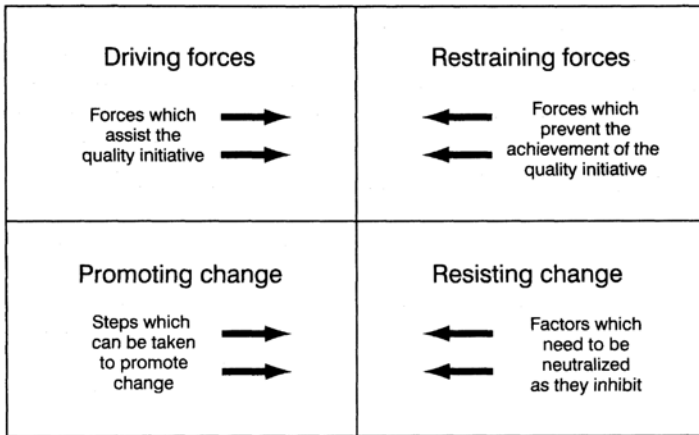 Driving forces
Forces which
assist the
quality initiative
Restraining forces
Forces which
prevent the
achievement of the
quality initiative
Promoting change
Steps which
can be taken
to promote
change
Resisting change
Factors which
need to be
neutralized
as they inhibit